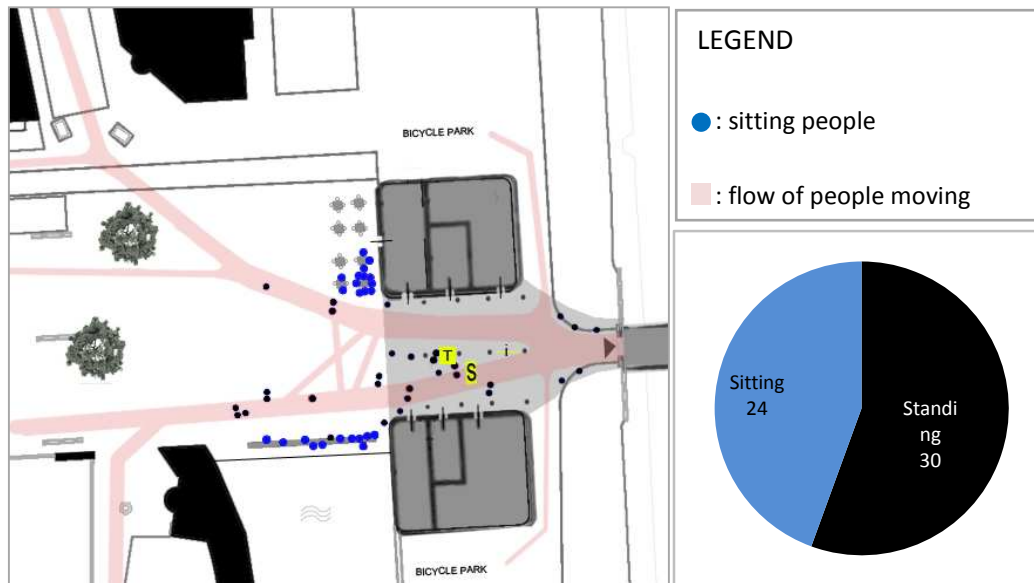 BICYCLE PARK
T
i
S
BICYCLE PARK
LEGEND
: sitting people
: flow of people moving
Sitting
24
Standi
ng
30